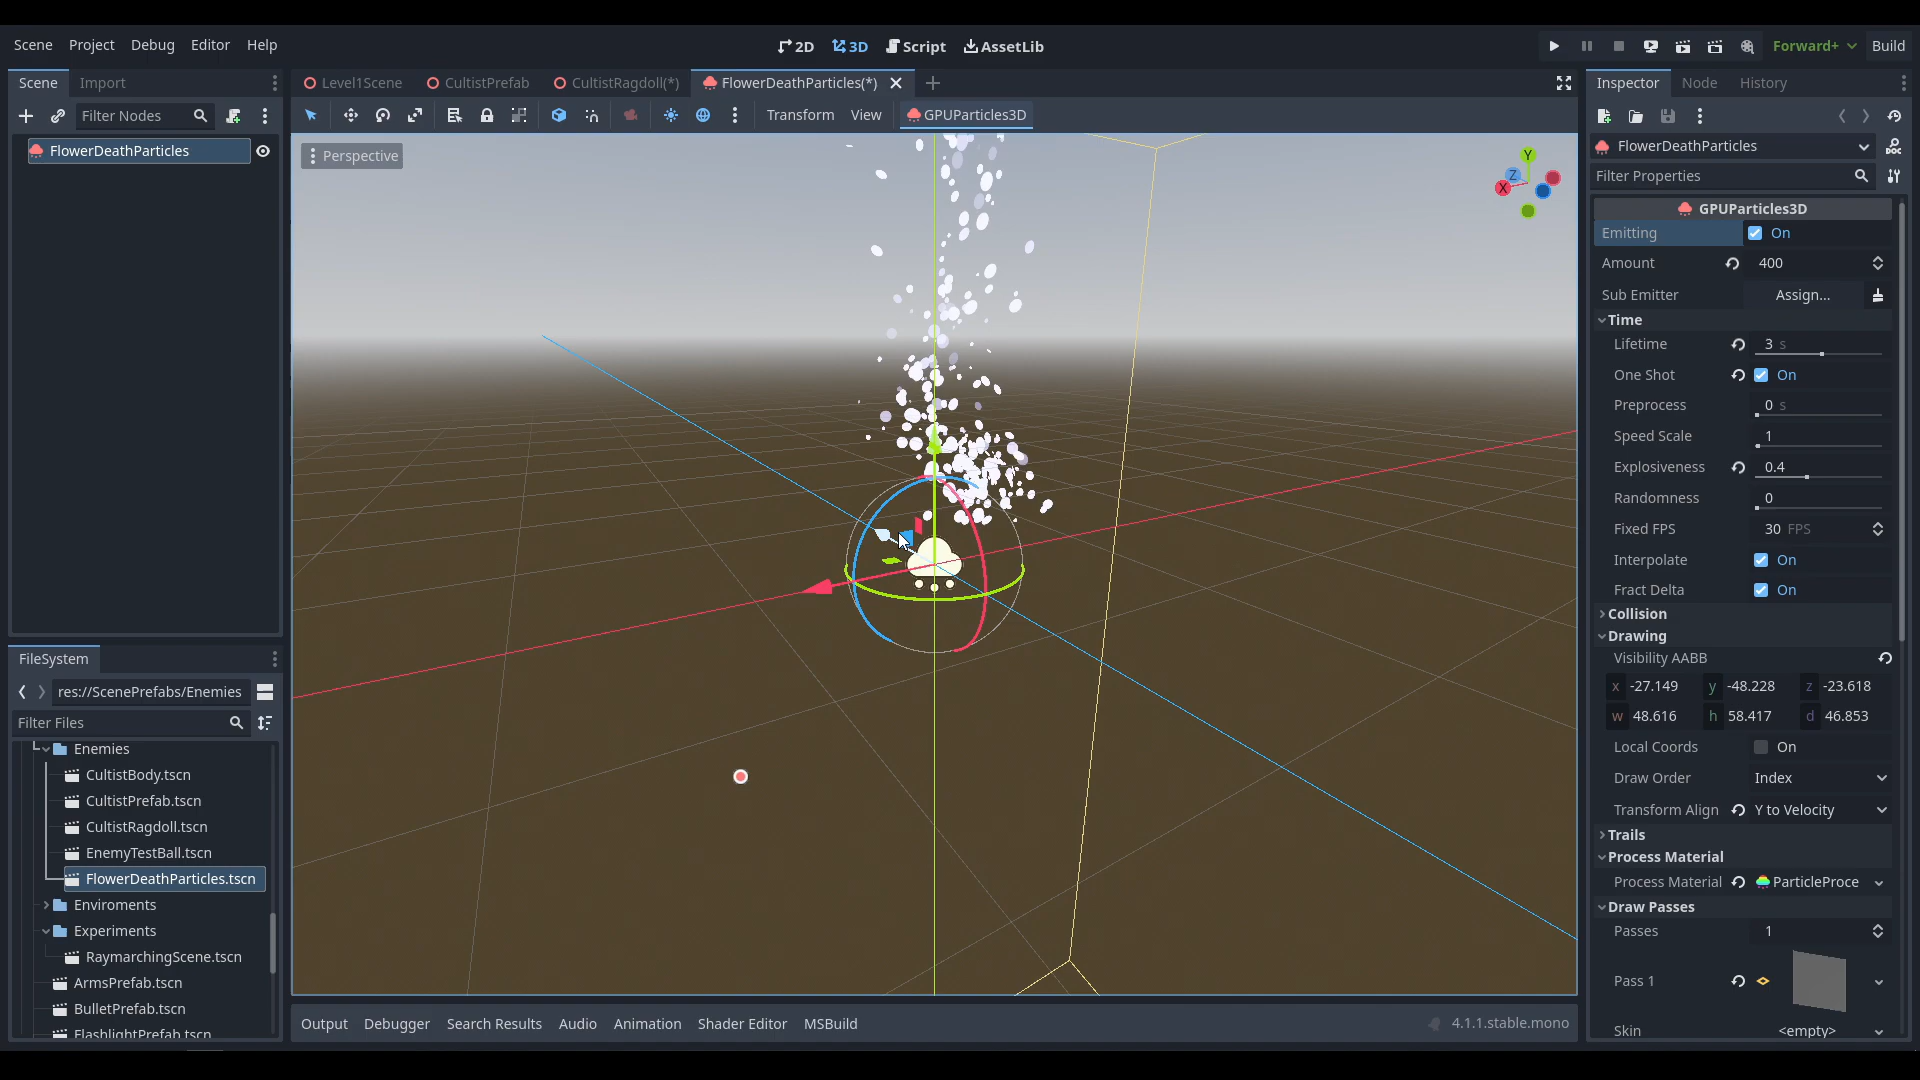 Scene Project Debug Editor Help
2D 3D Script AssetLib
Forward+ Build
Scene Import
Filter Nodes
FlowerDeathParticles
FileSystem
res://ScenePrefabs/Enemies
Filter Files
Enemies
CultistBody.tscn
CultistPrefab.tscn
CultistRagdoll.tscn
EnemyTestBall.tscn
FlowerDeathParticles.tscn
Enviroments
Experiments
RaymarchingScene.tscn
ArmsPrefab.tscn
BulletPrefab.tscn
FlashlightPrefab.tscn
Level1Scene CultistPrefab CultistRagdoll(*) FlowerDeathParticles(*)
Transform View GPUParticles3D
Perspective
Y
Z
X
Output Debugger Search Results Audio Animation Shader Editor MSBuild
4.1.1.stable.mono
Inspector Node History
FlowerDeathParticles
DOC
Filter Properties
GPUParticles3D
Emitting On
Amount 400
Sub Emitter Assign...
Time
Lifetime 3 s
One Shot On
Preprocess 0 s
Speed Scale 1
Explosiveness 0.4
Randomness 0
Fixed FPS 30 FPS
Interpolate On
Fract Delta On
Collision
Drawing
Visibility AABB
x -27.149 y -48.228 z -23.618
w 48.616 h 58.417 d 46.853
Local Coords On
Draw Order Index
Transform Align Y to Velocity
Trails
Process Material
Process Material ParticleProce
Draw Passes
Passes 1
Pass 1
Skin <empty>